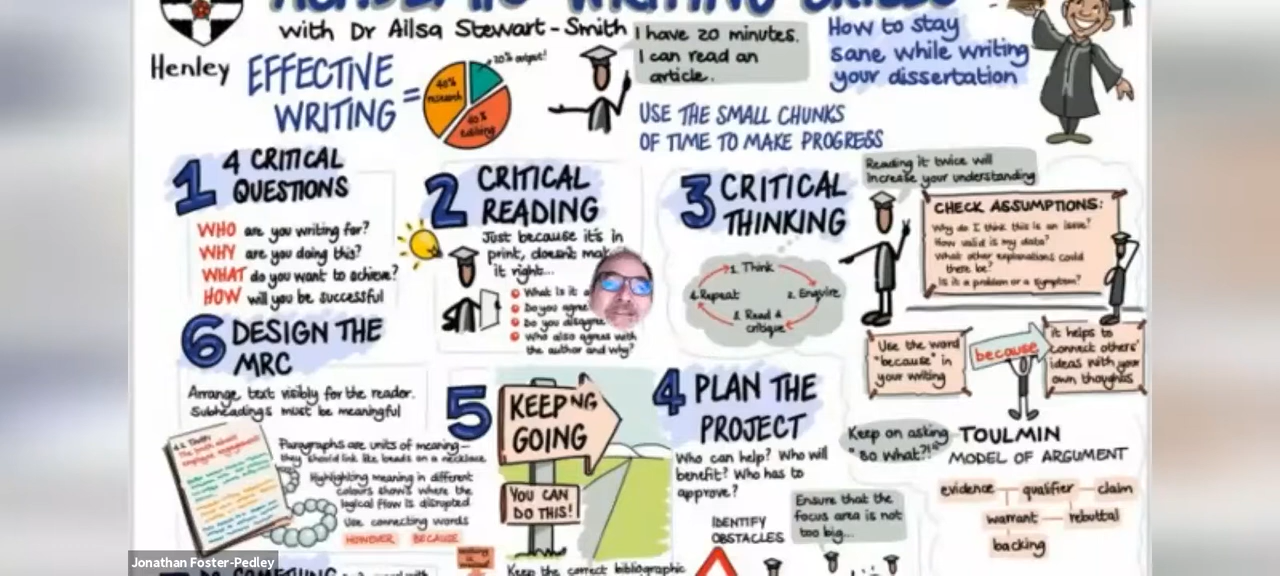 ACADEMIC WRITING SKILLS
with Dr Ailsa Stewart-Smith
Henley
EFFECTIVE
WRITING =
40% research
20% output!
40% Editing
I have 20 minutes.
I can read an
article.
How to stay
sane while writing
your dissertation
USE THE SMALL CHUNKS
OF TIME TO MAKE PROGRESS
1 4 CRITICAL
QUESTIONS
WHO are you writing for?
WHY are you doing this?
WHAT do you want to achieve?
HOW will you be successful
2 CRITICAL
READING
Just because it's in
print, doesn't
it right...
What is it
Do you agree
Do you disagree
Who also agrees with
the author and why?
3 CRITICAL
THINKING
1. Think
2. Enquire
3. Read &
critique
4. Repeat
Reading it twice will
increase your understanding
CHECK ASSUMPTIONS:
Why do I think this is an issue?
How valid is my data?
What other explanations could
there be?
Is it a problem or a symptom?
Use the word
"because" in
your writing
because
it helps to
connect others'
ideas with your
own thoughts
6 DESIGN THE
MRC
Arrange text visibly for the reader.
Subheadings must be meaningful
Paragraphs are units of meaning—
they should link like beads on a necklace
Highlighting meaning in different
colours shows where the
logical flow is disrupted
Use connecting words
HOWEVER BECAUSE
5 KEEP NG
GOING
YOU CAN
DO THIS!
Keep the correct bibliographic
4 PLAN THE
PROJECT
Who can help? Who will
benefit? Who has to
approve?
IDENTIFY
OBSTACLES
Ensure that the
focus area is not
too big...
Keep on asking
"so what?!"
TOULMIN
MODEL OF ARGUMENT
evidence qualifier claim
warrant rebuttal
backing
DO SOMETHING
Jonathan Foster-Pedley